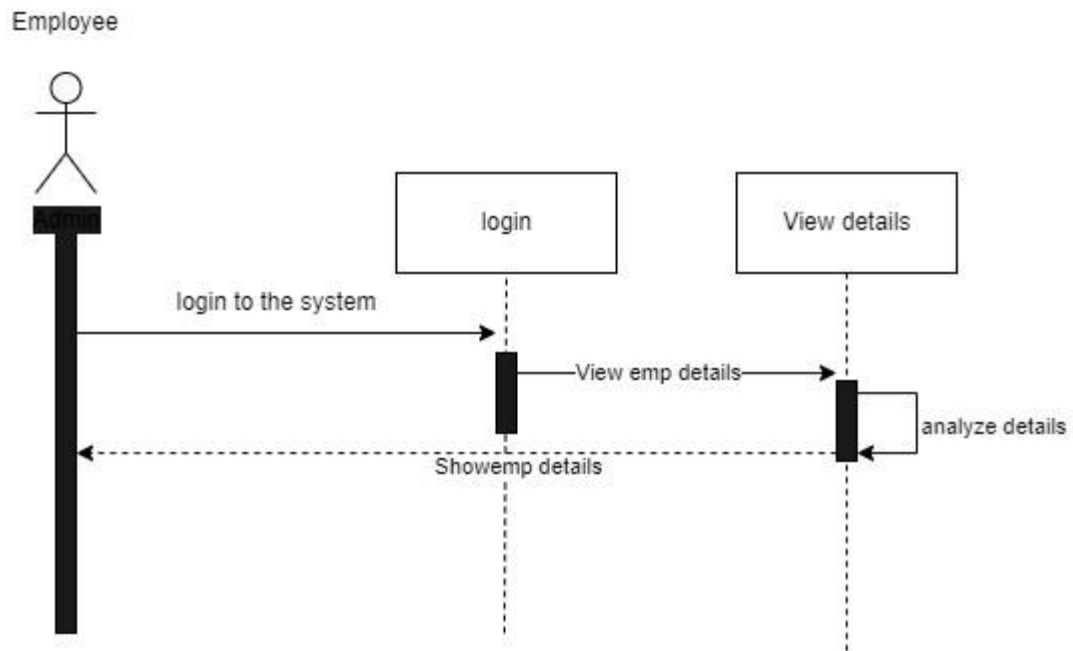 Employee
Admin
login
View details
login to the system
View emp details
analyze details
Showemp details